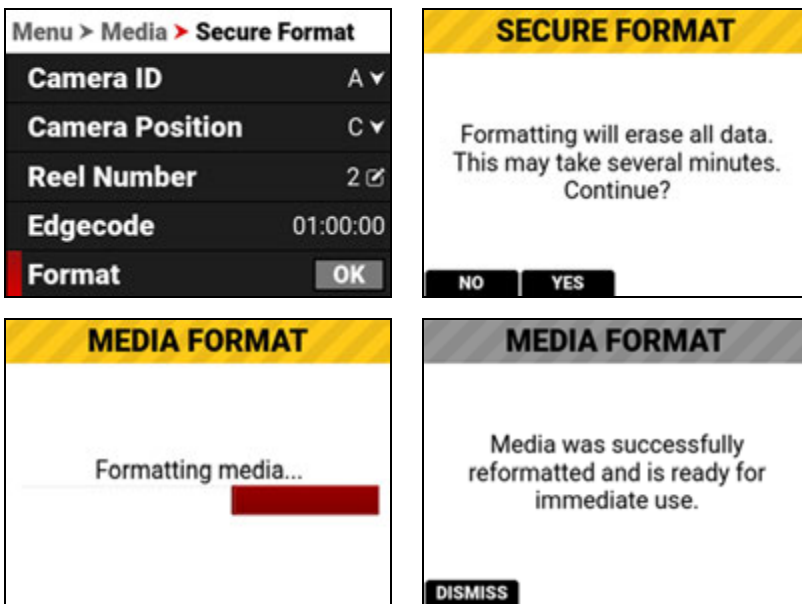 Menu > Media > Secure Format
Camera ID A
Camera Position C
Reel Number 2
Edgecode 01:00:00
Format OK
SECURE FORMAT
Formatting will erase all data.
This may take several minutes.
Continue?
NO YES
MEDIA FORMAT
Formatting media...
MEDIA FORMAT
Media was successfully
reformatted and is ready for
immediate use.
DISMISS